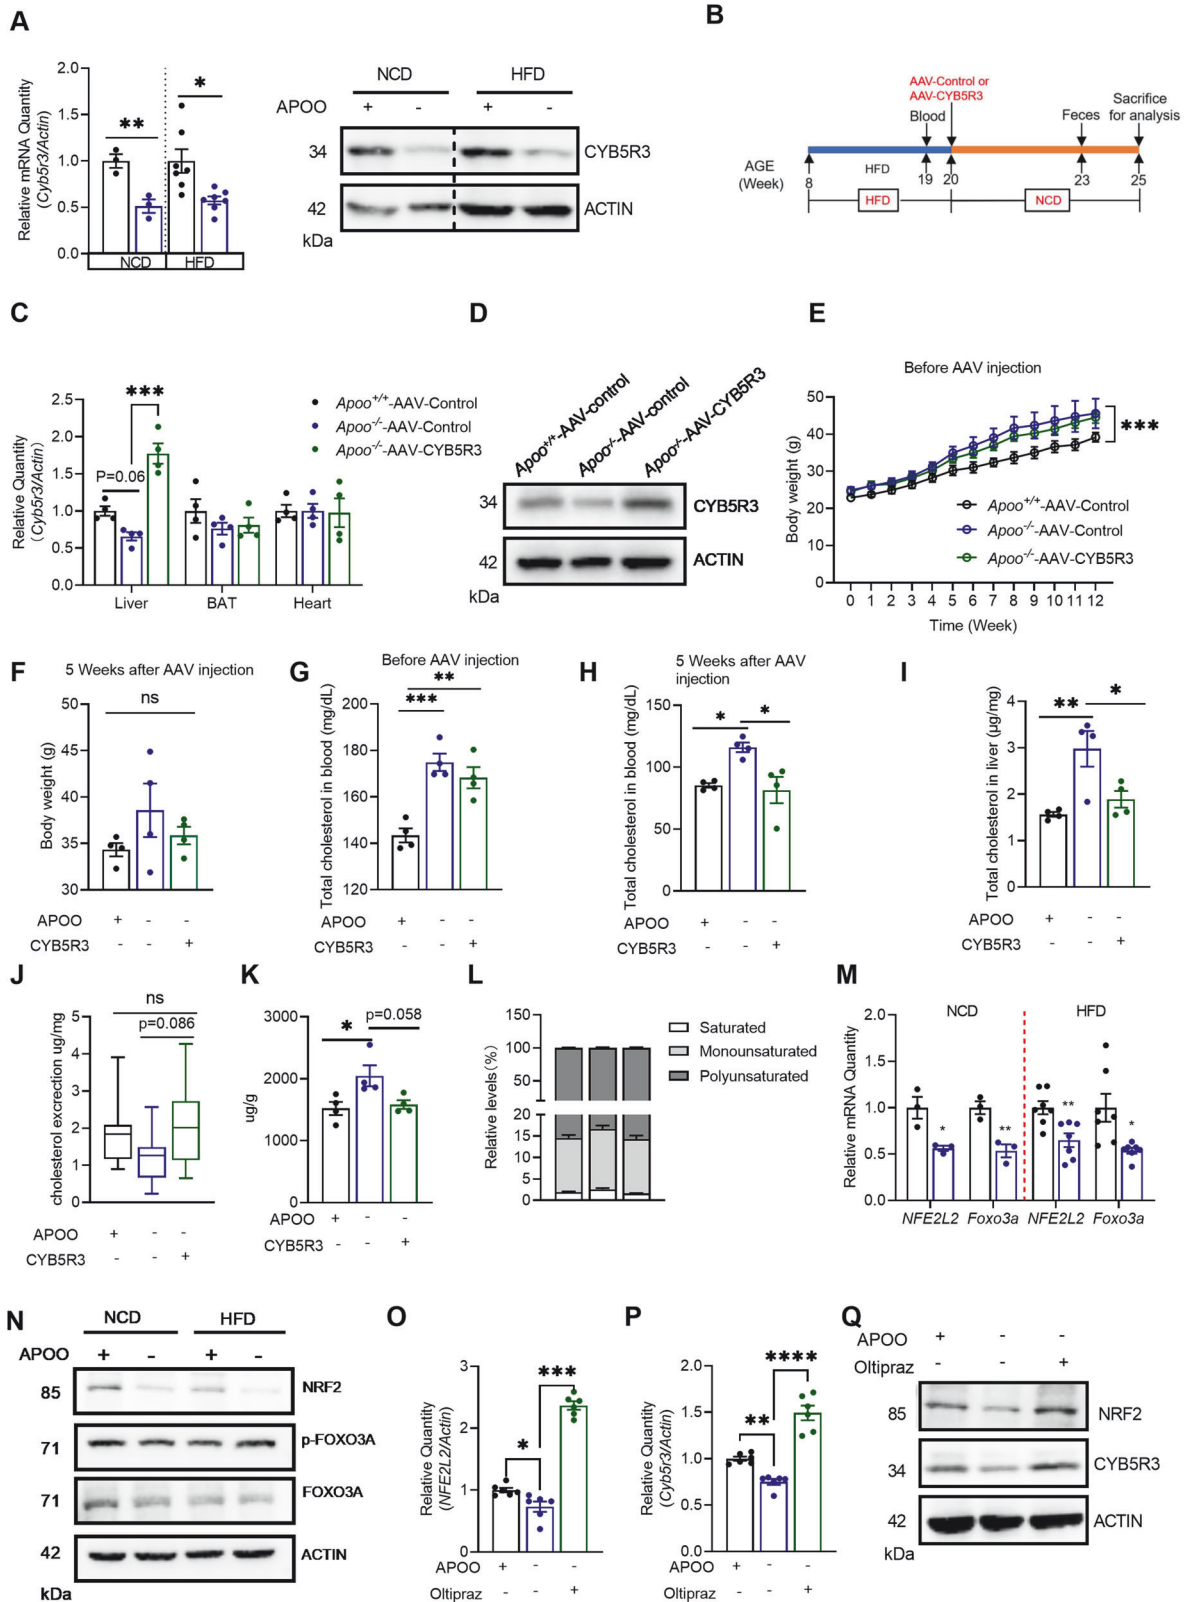 A
Relative mRNA Quantity
(Cyb5r3/Actin)
2.0
1.5
1.0
0.5
0.0
**
*
NCD
HFD
NCD
HFD
APOO
+
-
+
-
34
CYB5R3
42
ACTIN
kDa
B
AAV-Control or
AAV-CYB5R3
Blood
Feces
Sacrifice
for analysis
AGE
(Week)
HFD
8
19
20
23
25
HFD
NCD
C
Relative Quantity
(Cyb5r3/Actin)
2.5
2.0
1.5
1.0
0.5
0.0
***
P=0.06
Liver
BAT
Heart
Apoo+/+-AAV-Control
Apoo-/--AAV-Control
Apoo-/--AAV-CYB5R3
D
Apoo+/+-AAV-control
Apoo-/-AAV-control
Apoo-/-AAV-CYB5R3
34
CYB5R3
42
ACTIN
kDa
E
Before AAV injection
Body weight (g)
50
40
30
20
10
0
***
Apoo+/+-AAV-Control
Apoo-/--AAV-Control
Apoo-/--AAV-CYB5R3
0 1 2 3 4 5 6 7 8 9 10 11 12
Time (Week)
F
5 Weeks after AAV injection
Body weight (g)
50
45
40
35
30
ns
APOO + - -
CYB5R3 - - +
G
Before AAV injection
Total cholesterol in blood (mg/dL)
200
180
160
140
120
**
***
APOO + - -
CYB5R3 - - +
H
5 Weeks after AAV
injection
Total cholesterol in blood (mg/dL)
150
100
50
0
* *
APOO + - -
CYB5R3 - - +
I
Total cholesterol in liver (μg/mg)
4
3
2
1
0
** *
APOO + - -
CYB5R3 - - +
J
cholesterol excrection ug/mg
5
4
3
2
1
0
ns
p=0.086
APOO + - -
CYB5R3 - - +
K
ug/g
3000
2000
1000
0
*
p=0.058
APOO + - -
CYB5R3 - - +
L
Relative levels(%)
150
100
50
20
15
10
5
0
Saturated
Monounsaturated
Polyunsaturated
M
Relative mRNA Quantity
2.0
1.5
1.0
0.5
0.0
NCD
HFD
*
**
**
*
NFE2L2 Foxo3a NFE2L2 Foxo3a
N
NCD
HFD
APOO + - + -
85
NRF2
71
p-FOXO3A
71
FOXO3A
42
ACTIN
kDa
O
Relative Quantity
(NFE2L2/Actin)
3
2
1
0
***
*
APOO + - -
Oltipraz - - +
P
Relative Quantity
(Cyb5r3/Actin)
2.0
1.5
1.0
0.5
0.0
****
**
APOO + - -
Oltipraz - - +
Q
APOO + - -
Oltipraz - - +
85
NRF2
34
CYB5R3
42
ACTIN
kDa